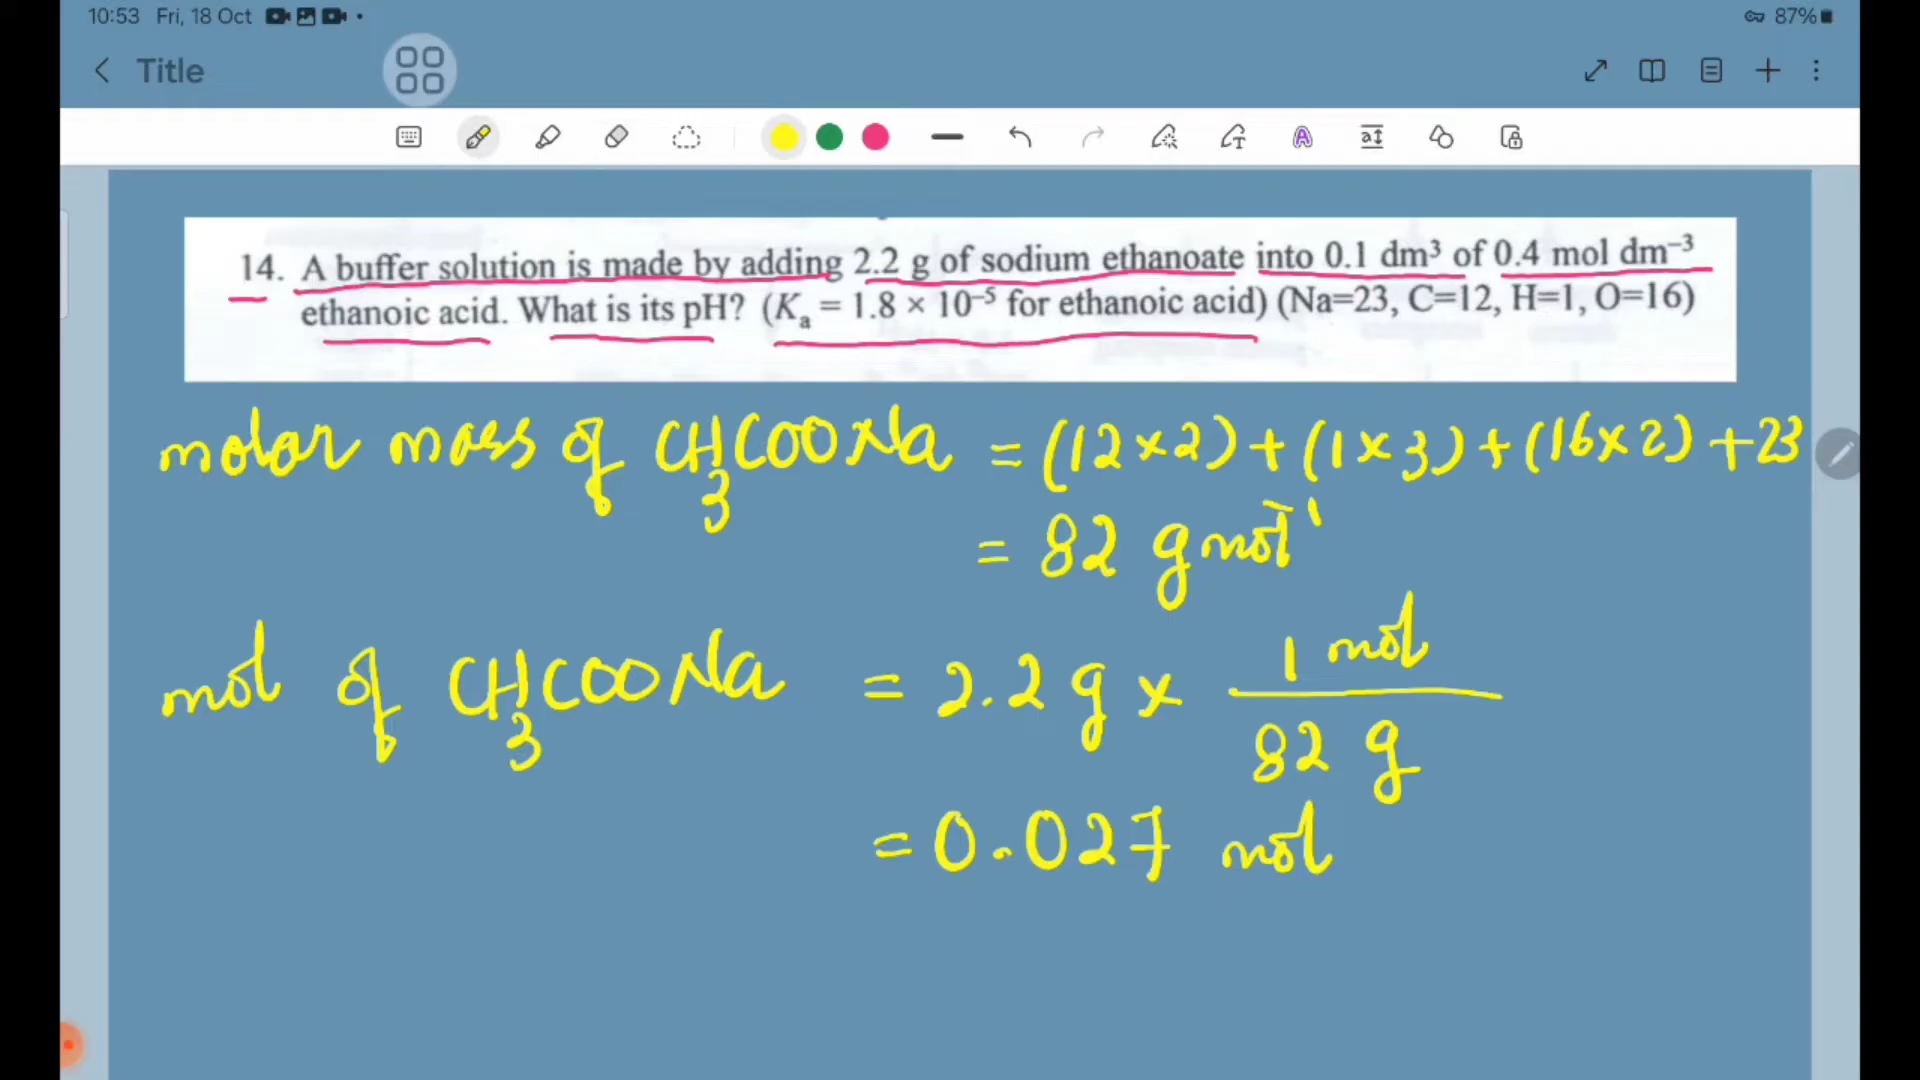 10:53 Fri, 18 Oct
87%
Title
14. A buffer solution is made by adding 2.2 g of sodium ethanoate into 0.1 dm³ of 0.4 mol dm⁻³
ethanoic acid. What is its pH? (Kₐ = 1.8 × 10⁻⁵ for ethanoic acid) (Na=23, C=12, H=1, O=16)
molar mass of CH₃COONa = (12×2) + (1×3) + (16×2) + 23
= 82 g mol⁻¹
mol of CH₃COONa = 2.2 g × 1 mol / 82 g
= 0.027 mol